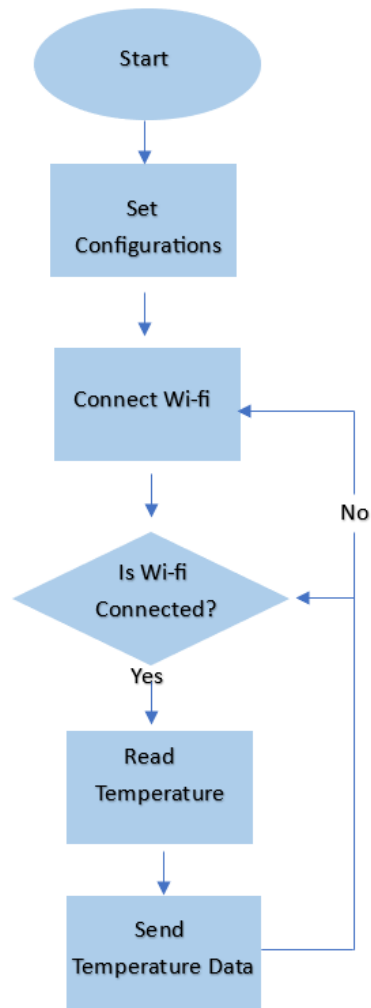 Start
Set
Configurations
Connect Wi-fi
No
Is Wi-fi
Connected?
Yes
Read
Temperature
Send
Temperature Data